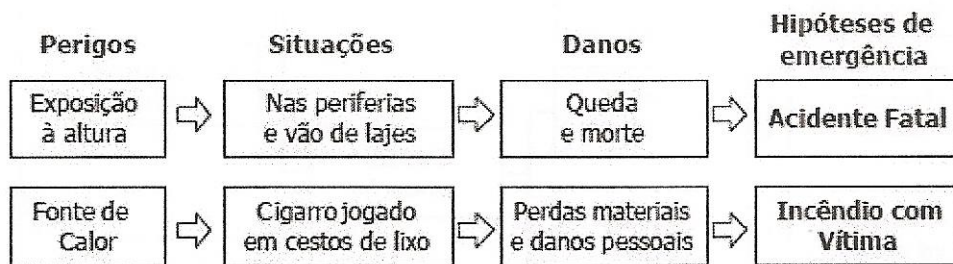 Perigos
Situações
Danos
Hipóteses de
emergência
Exposição
à altura
Nas periferias
e vão de lajes
Queda
e morte
Acidente Fatal
Fonte de
Calor
Cigarro jogado
em cestos de lixo
Perdas materiais
e danos pessoais
Incêndio com
Vítima